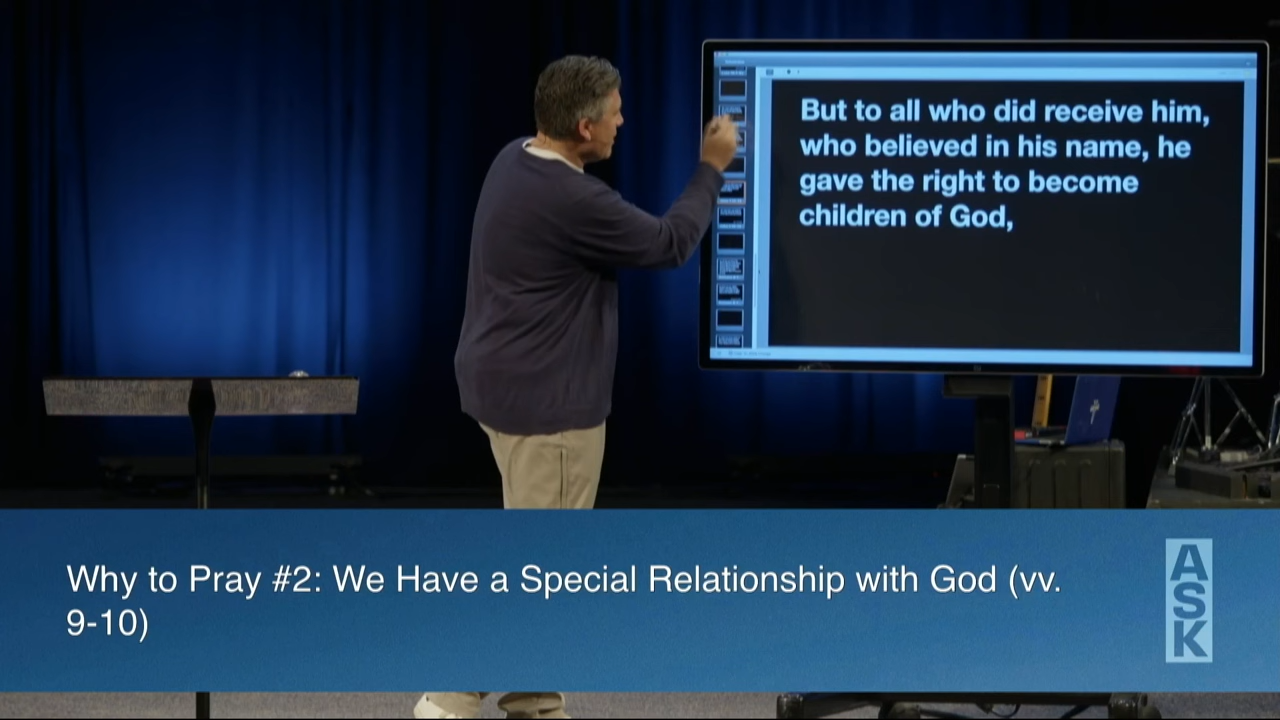 But to all who did receive him,
who believed in his name, he
gave the right to become
children of God,
Why to Pray #2: We Have a Special Relationship with God (vv.
9-10)
ASK